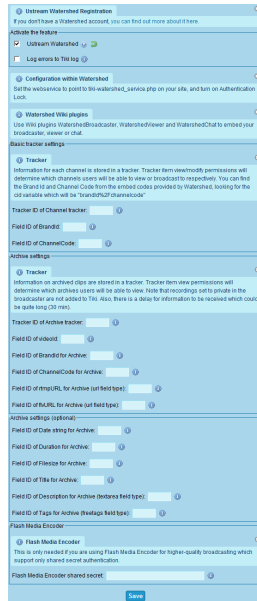 Ustream Watershed Registration
If you don't have a Watershed account, you can find out more about it here.
Activate the feature
Ustream Watershed
Log errors to Tiki log
Configuration within Watershed
Set the webservice to point to tiki-watershed_service.php on your site, and turn on Authentication
Lock.
Watershed Wiki plugins
Use Wiki plugins WatershedBroadcaster, WatershedViewer and WatershedChat to embed your
broadcaster, viewer or chat.
Basic tracker settings
Tracker
Information for each channel is stored in a tracker. Tracker item view/modify permissions will
determine which channels users will be able to view or broadcast to respectively. You can find
the Brand Id and Channel Code from the embed codes provided by Watershed, looking for the
cid variable which will be "brandId%2Fchannelcode"
Tracker ID of Channel tracker:
Field ID of BrandId:
Field ID of ChannelCode:
Archive settings
Tracker
Information on archived clips are stored in a tracker. Tracker item view permissions will
determine which archives users will be able to view. Note that recordings set to private in the
broadcaster are not added to Tiki. Also, there is a delay for information to be received which could
be quite long (30 min).
Tracker ID of Archive tracker:
Field ID of videoId:
Field ID of BrandId for Archive:
Field ID of ChannelCode for Archive:
Field ID of rtmpURL for Archive (url field type):
Field ID of flvURL for Archive (url field type):
Archive settings (optional)
Field ID of Date string for Archive:
Field ID of Duration for Archive:
Field ID of Filesize for Archive:
Field ID of Title for Archive:
Field ID of Description for Archive (textarea field type):
Field ID of Tags for Archive (freetags field type):
Flash Media Encoder
Flash Media Encoder
This is only needed if you are using Flash Media Encoder for higher-quality broadcasting which
support only shared secret authentication.
Flash Media Encoder shared secret:
Save